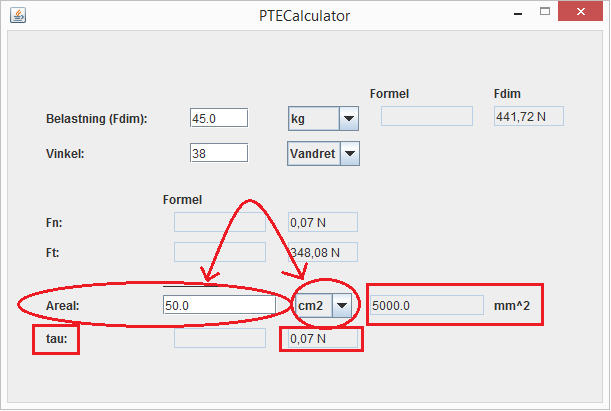 PTECalculator
Formel Fdim
Belastning (Fdim): 45.0 kg 441,72 N
Vinkel: 38 Vandret
Formel
Fn: 0,07 N
Ft: 348,08 N
Areal: 50.0 cm2 5000.0 mm^2
tau: 0,07 N